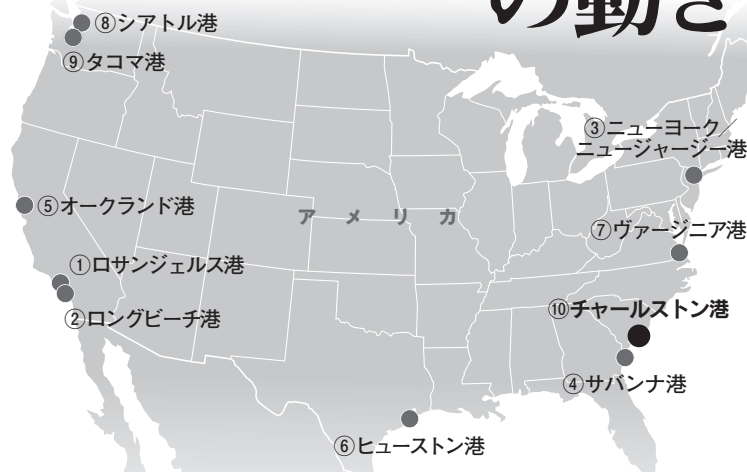 の動き
⑧シアトル港
⑨タコマ港
③ニューヨーク／
ニュージャージー港
⑤オークランド港
アメリカ
⑦ヴァージニア港
①ロサンジェルス港
②ロングビーチ港
⑩チャールストン港
④サバンナ港
⑥ヒューストン港